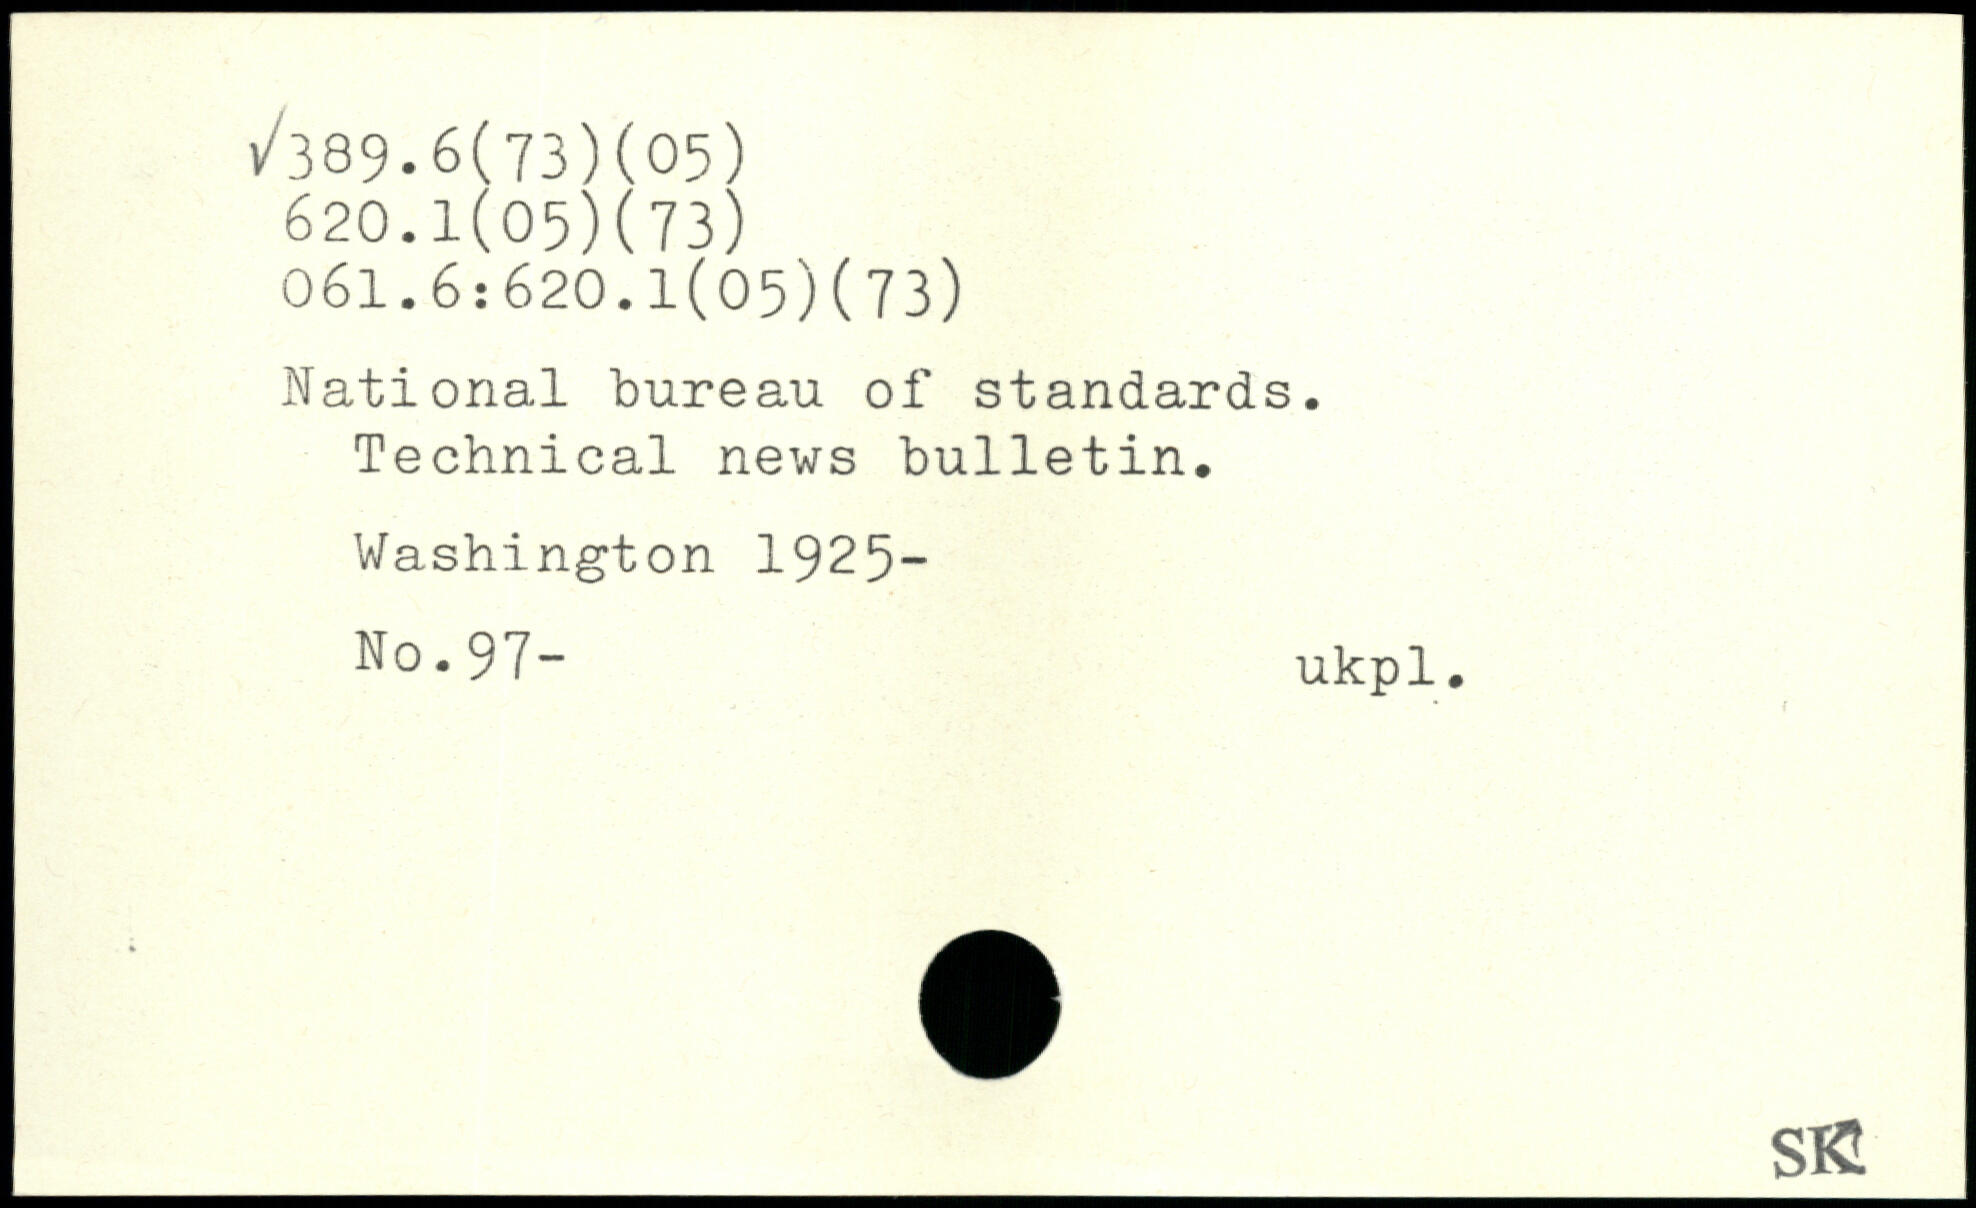 √389.6(73)(05)
620.1(05)(73)
061.6:620.1(05)(73)
National bureau of standards.
Technical news bulletin.
Washington 1925-
No.97-
ukpl.
SK